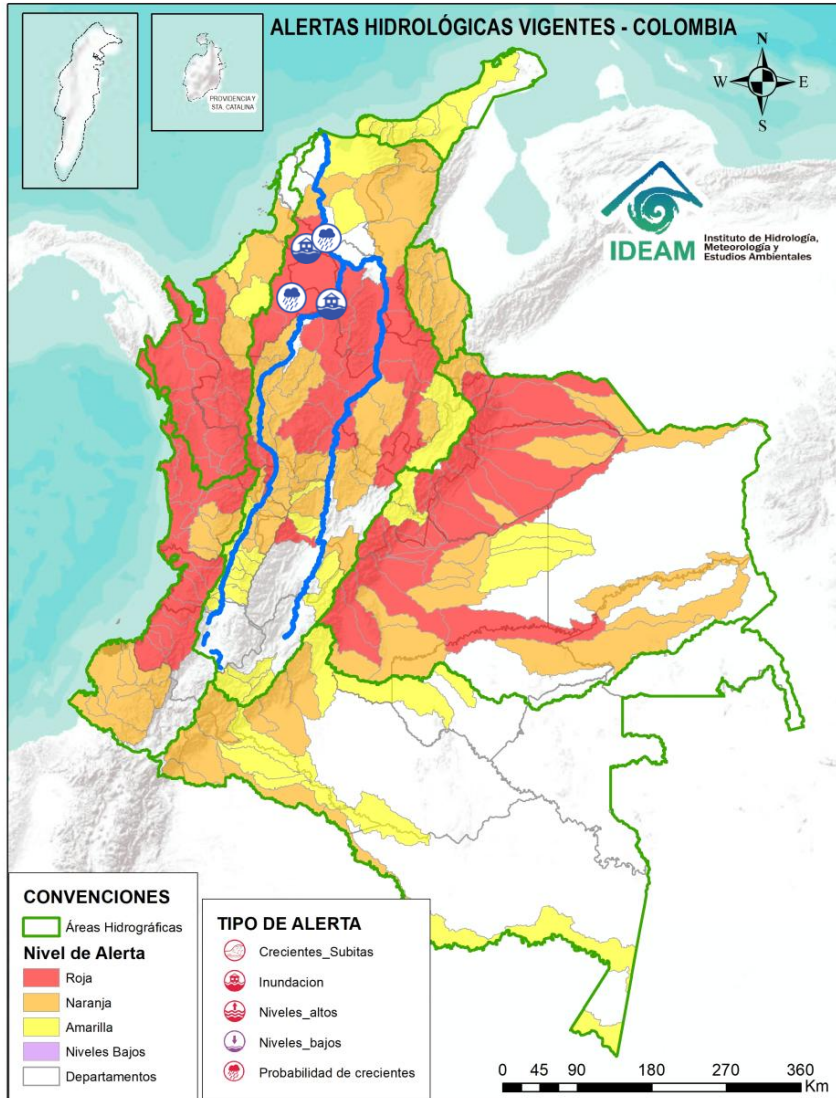 ALERTAS HIDROLÓGICAS VIGENTES - COLOMBIA
PROVIDENCIA Y
STA. CATALINA
N
W
E
S
IDEAM
Instituto de Hidrología,
Meteorología y
Estudios Ambientales
CONVENCIONES
Áreas Hidrográficas
Nivel de Alerta
Roja
Naranja
Amarilla
Niveles Bajos
Departamentos
TIPO DE ALERTA
Crecientes_Subitas
Inundacion
Niveles_altos
Niveles_bajos
Probabilidad de crecientes
0 45 90 180 270 360
Km